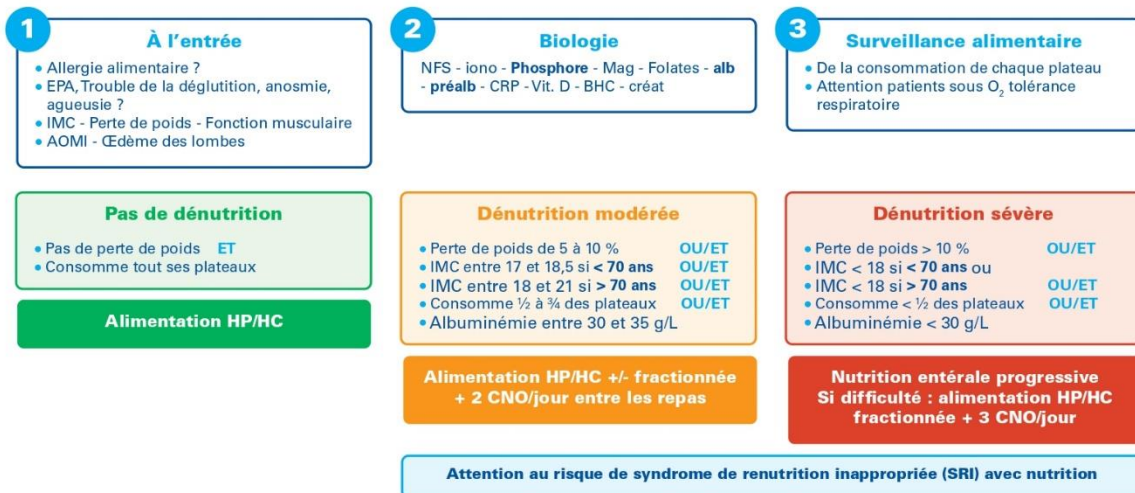 1
À l'entrée
• Allergie alimentaire ?
• EPA, Trouble de la déglutition, anosmie,
agueusie ?
• IMC - Perte de poids - Fonction musculaire
• AOMI - Œdème des lombes
2
Biologie
NFS - iono - Phosphore - Mag - Folates - alb
- préalb - CRP - Vit. D - BHC - créat
3
Surveillance alimentaire
• De la consommation de chaque plateau
• Attention patients sous O₂ tolérance
respiratoire
Pas de dénutrition
• Pas de perte de poids ET
• Consomme tout ses plateaux
Alimentation HP/HC
Dénutrition modérée
• Perte de poids de 5 à 10 % OU/ET
• IMC entre 17 et 18,5 si < 70 ans OU/ET
• IMC entre 18 et 21 si > 70 ans OU/ET
• Consomme ½ à ¾ des plateaux OU/ET
• Albuminémie entre 30 et 35 g/L
Alimentation HP/HC +/- fractionnée
+ 2 CNO/jour entre les repas
Dénutrition sévère
• Perte de poids > 10 % OU/ET
• IMC < 18 si < 70 ans ou
• IMC < 18 si > 70 ans OU/ET
• Consomme < ½ des plateaux OU/ET
• Albuminémie < 30 g/L
Nutrition entérale progressive
Si difficulté : alimentation HP/HC
fractionnée + 3 CNO/jour
Attention au risque de syndrome de renutrition inappropriée (SRI) avec nutrition